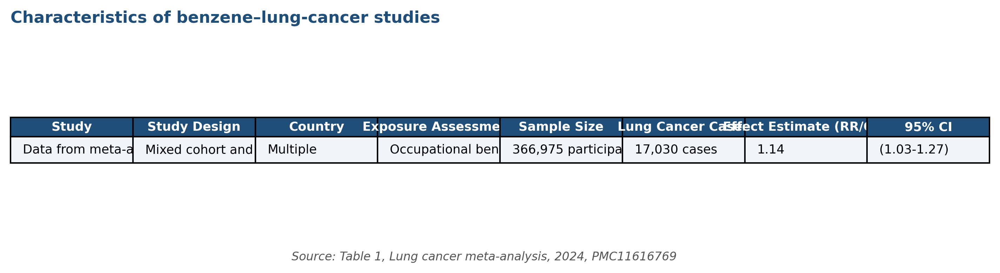 Characteristics of benzene–lung-cancer studies
Study Study Design Country Exposure Assessme Sample Size Lung Cancer Case Effect Estimate (RR/ 95% CI
Data from meta-a Mixed cohort and Multiple Occupational ben 366,975 participa 17,030 cases 1.14 (1.03-1.27)
Source: Table 1, Lung cancer meta-analysis, 2024, PMC11616769